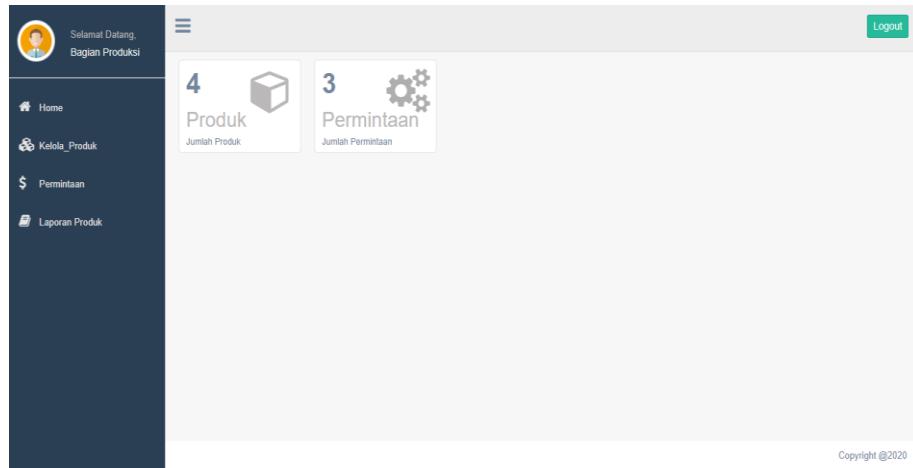 Selamat Datang,
Bagian Produksi
Logout
Home
Kelola_Produk
Permintaan
Laporan Produk
4
Produk
Jumlah Produk
3
Permintaan
Jumlah Permintaan
Copyright @2020